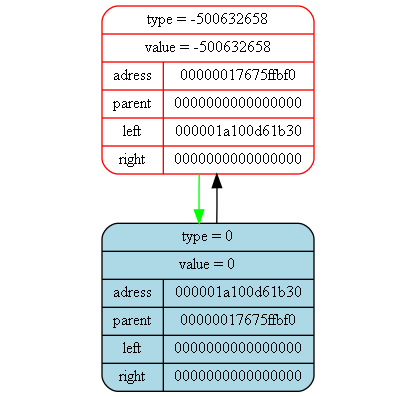 type = -500632658
value = -500632658
adress 00000017675ffbf0
parent 0000000000000000
left 000001a100d61b30
right 0000000000000000
type = 0
value = 0
adress 000001a100d61b30
parent 00000017675ffbf0
left 0000000000000000
right 0000000000000000